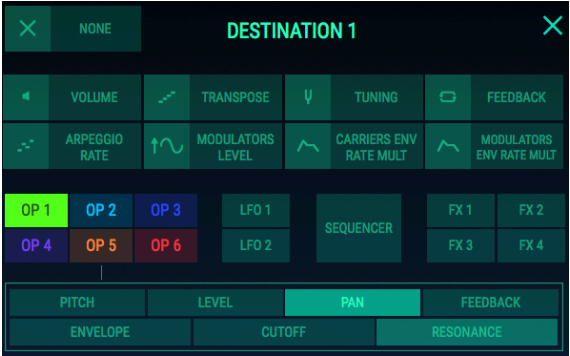 NONE
DESTINATION 1
VOLUME
TRANSPOSE
TUNING
FEEDBACK
ARPEGGIO
RATE
MODULATORS
LEVEL
CARRIERS ENV
RATE MULT
MODULATORS
ENV RATE MULT
OP 1
OP 2
OP 3
LFO 1
SEQUENCER
FX 1
FX 2
OP 4
OP 5
OP 6
LFO 2
FX 3
FX 4
PITCH
LEVEL
PAN
FEEDBACK
ENVELOPE
CUTOFF
RESONANCE